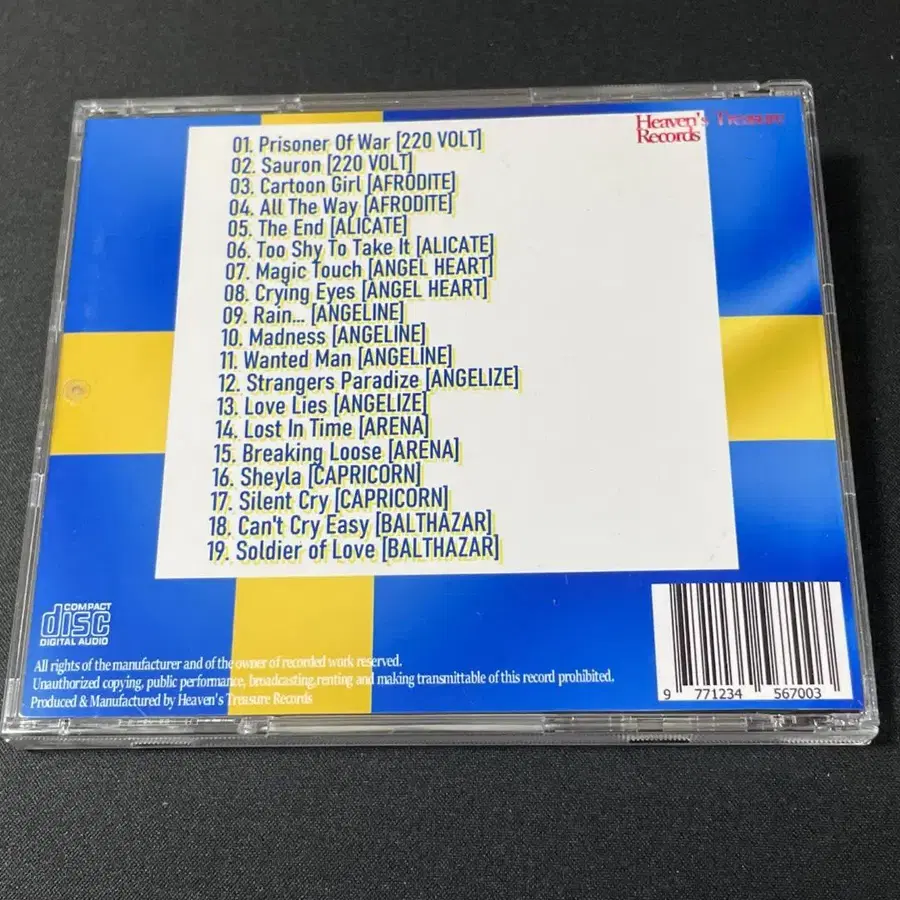 Heaven's Treasure
Records
01. Prisoner Of War [220 VOLT]
02. Sauron [220 VOLT]
03. Cartoon Girl [AFRODITE]
04. All The Way [AFRODITE]
05. The End [ALICATE]
06. Too Shy To Take It [ALICATE]
07. Magic Touch [ANGEL HEART]
08. Crying Eyes [ANGEL HEART]
09. Rain... [ANGELINE]
10. Madness [ANGELINE]
11. Wanted Man [ANGELINE]
12. Strangers Paradize [ANGELIZE]
13. Love Lies [ANGELIZE]
14. Lost In Time [ARENA]
15. Breaking Loose [ARENA]
16. Sheyla [CAPRICORN]
17. Silent Cry [CAPRICORN]
18. Can't Cry Easy [BALTHAZAR]
19. Soldier of Love [BALTHAZAR]
COMPACT
disc
DIGITAL AUDIO
All rights of the manufacturer and of the owner of recorded work reserved.
Unauthorized copying, public performance, broadcasting,renting and making transmittable of this record prohibited.
Produced & Manufactured by Heaven's Treasure Records
9 771234 567003